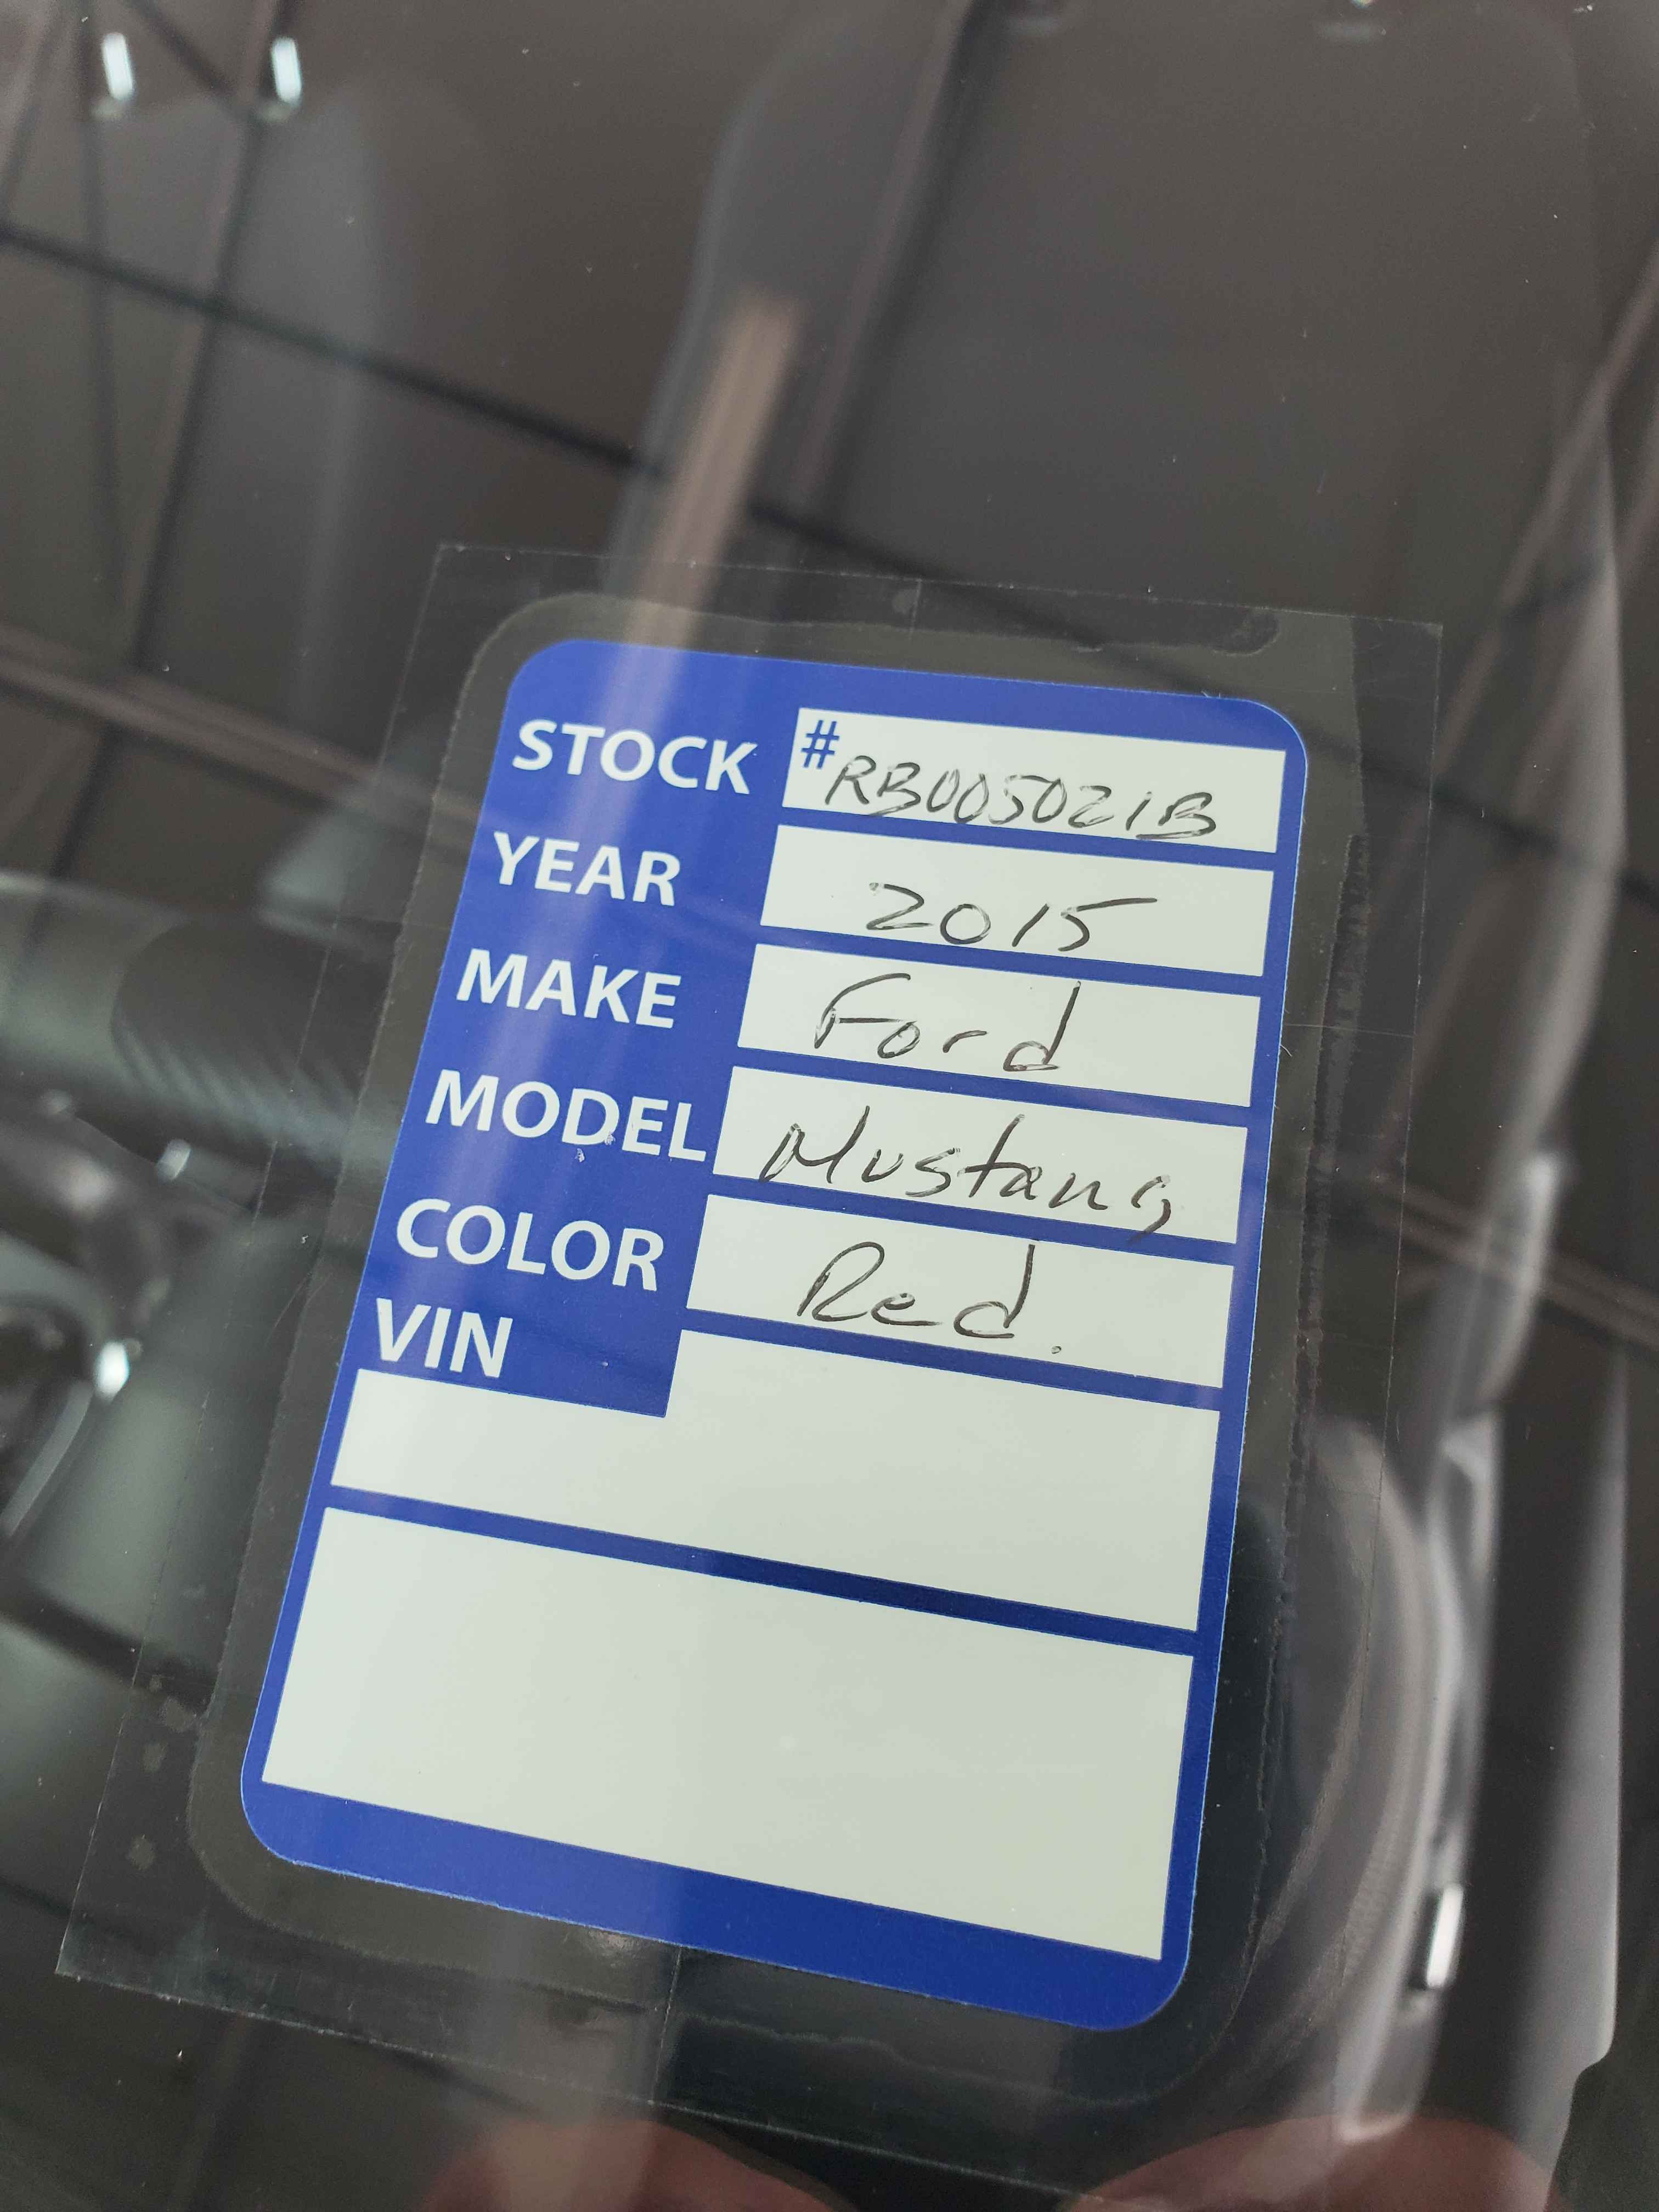 STOCK #RB005021B
YEAR 2015
MAKE Ford
MODEL Mustang
COLOR Red.
VIN